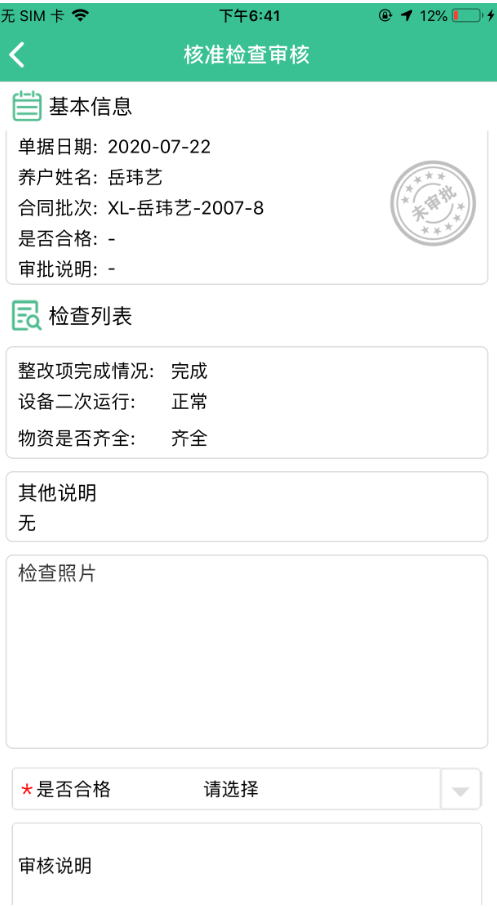 无 SIM 卡 下午6:41 12%
核准检查审核
基本信息
单据日期: 2020-07-22
养户姓名: 岳玮艺
合同批次: XL-岳玮艺-2007-8
未审批
是否合格: -
审批说明: -
检查列表
整改项完成情况: 完成
设备二次运行: 正常
物资是否齐全: 齐全
其他说明
无
检查照片
*是否合格 请选择
审核说明